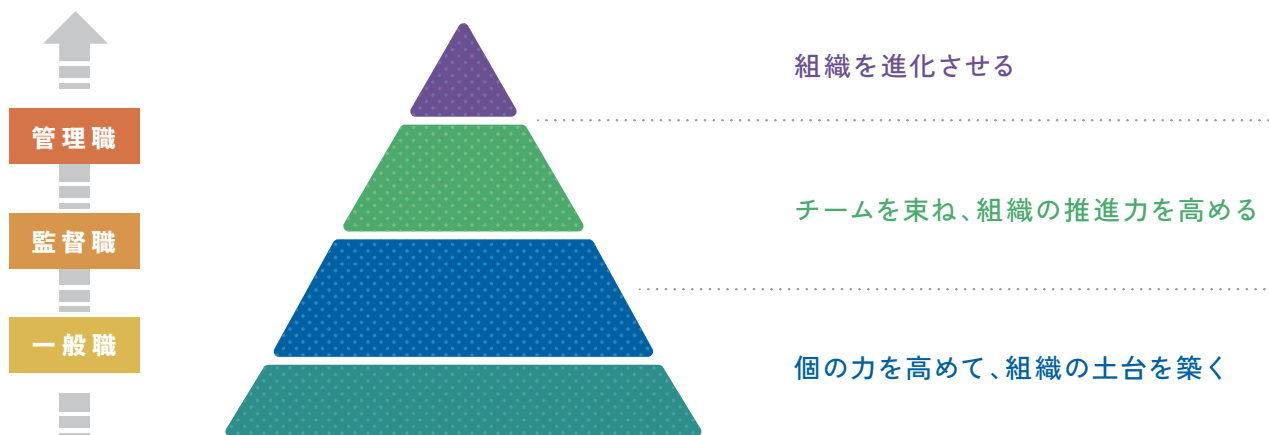 組織を進化させる
管理職
チームを束ね、組織の推進力を高める
監督職
一般職
個の力を高めて、組織の土台を築く